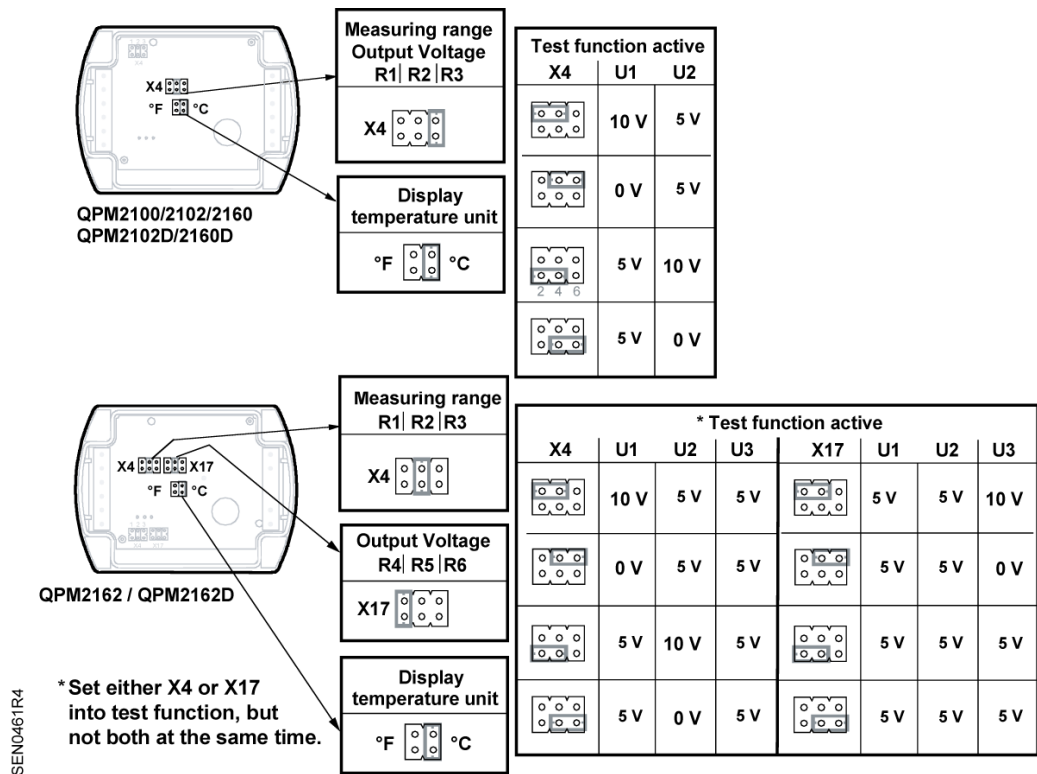 X4
°F °C
QPM2100/2102/2160
QPM2102D/2160D
Measuring range
Output Voltage
R1| R2 |R3
X4
Display
temperature unit
°F °C
Test function active
X4 U1 U2
10 V 5 V
0 V 5 V
5 V 10 V
2 4 6
5 V 0 V
X4 X17
°F °C
QPM2162 / QPM2162D
Measuring range
R1| R2 |R3
X4
Output Voltage
R4| R5 |R6
X17
Display
temperature unit
°F °C
* Test function active
X4 U1 U2 U3 X17 U1 U2 U3
10 V 5 V 5 V 5 V 5 V 10 V
0 V 5 V 5 V 5 V 5 V 0 V
5 V 10 V 5 V 5 V 5 V 5 V
5 V 0 V 5 V 5 V 5 V 5 V
* Set either X4 or X17
into test function, but
not both at the same time.
SEN0461R4